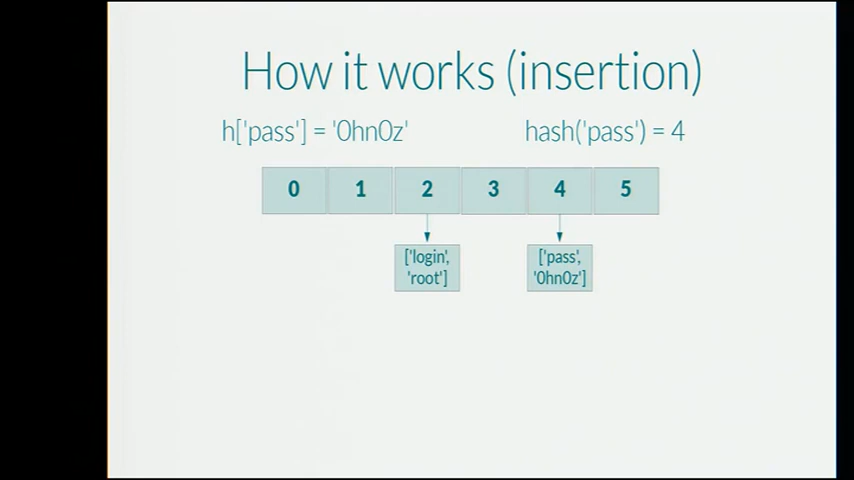 How it works (insertion)
h['pass'] = '0hn0z'
hash('pass') = 4
0 1 2 3 4 5
['login',
'root']
['pass',
'0hn0z']